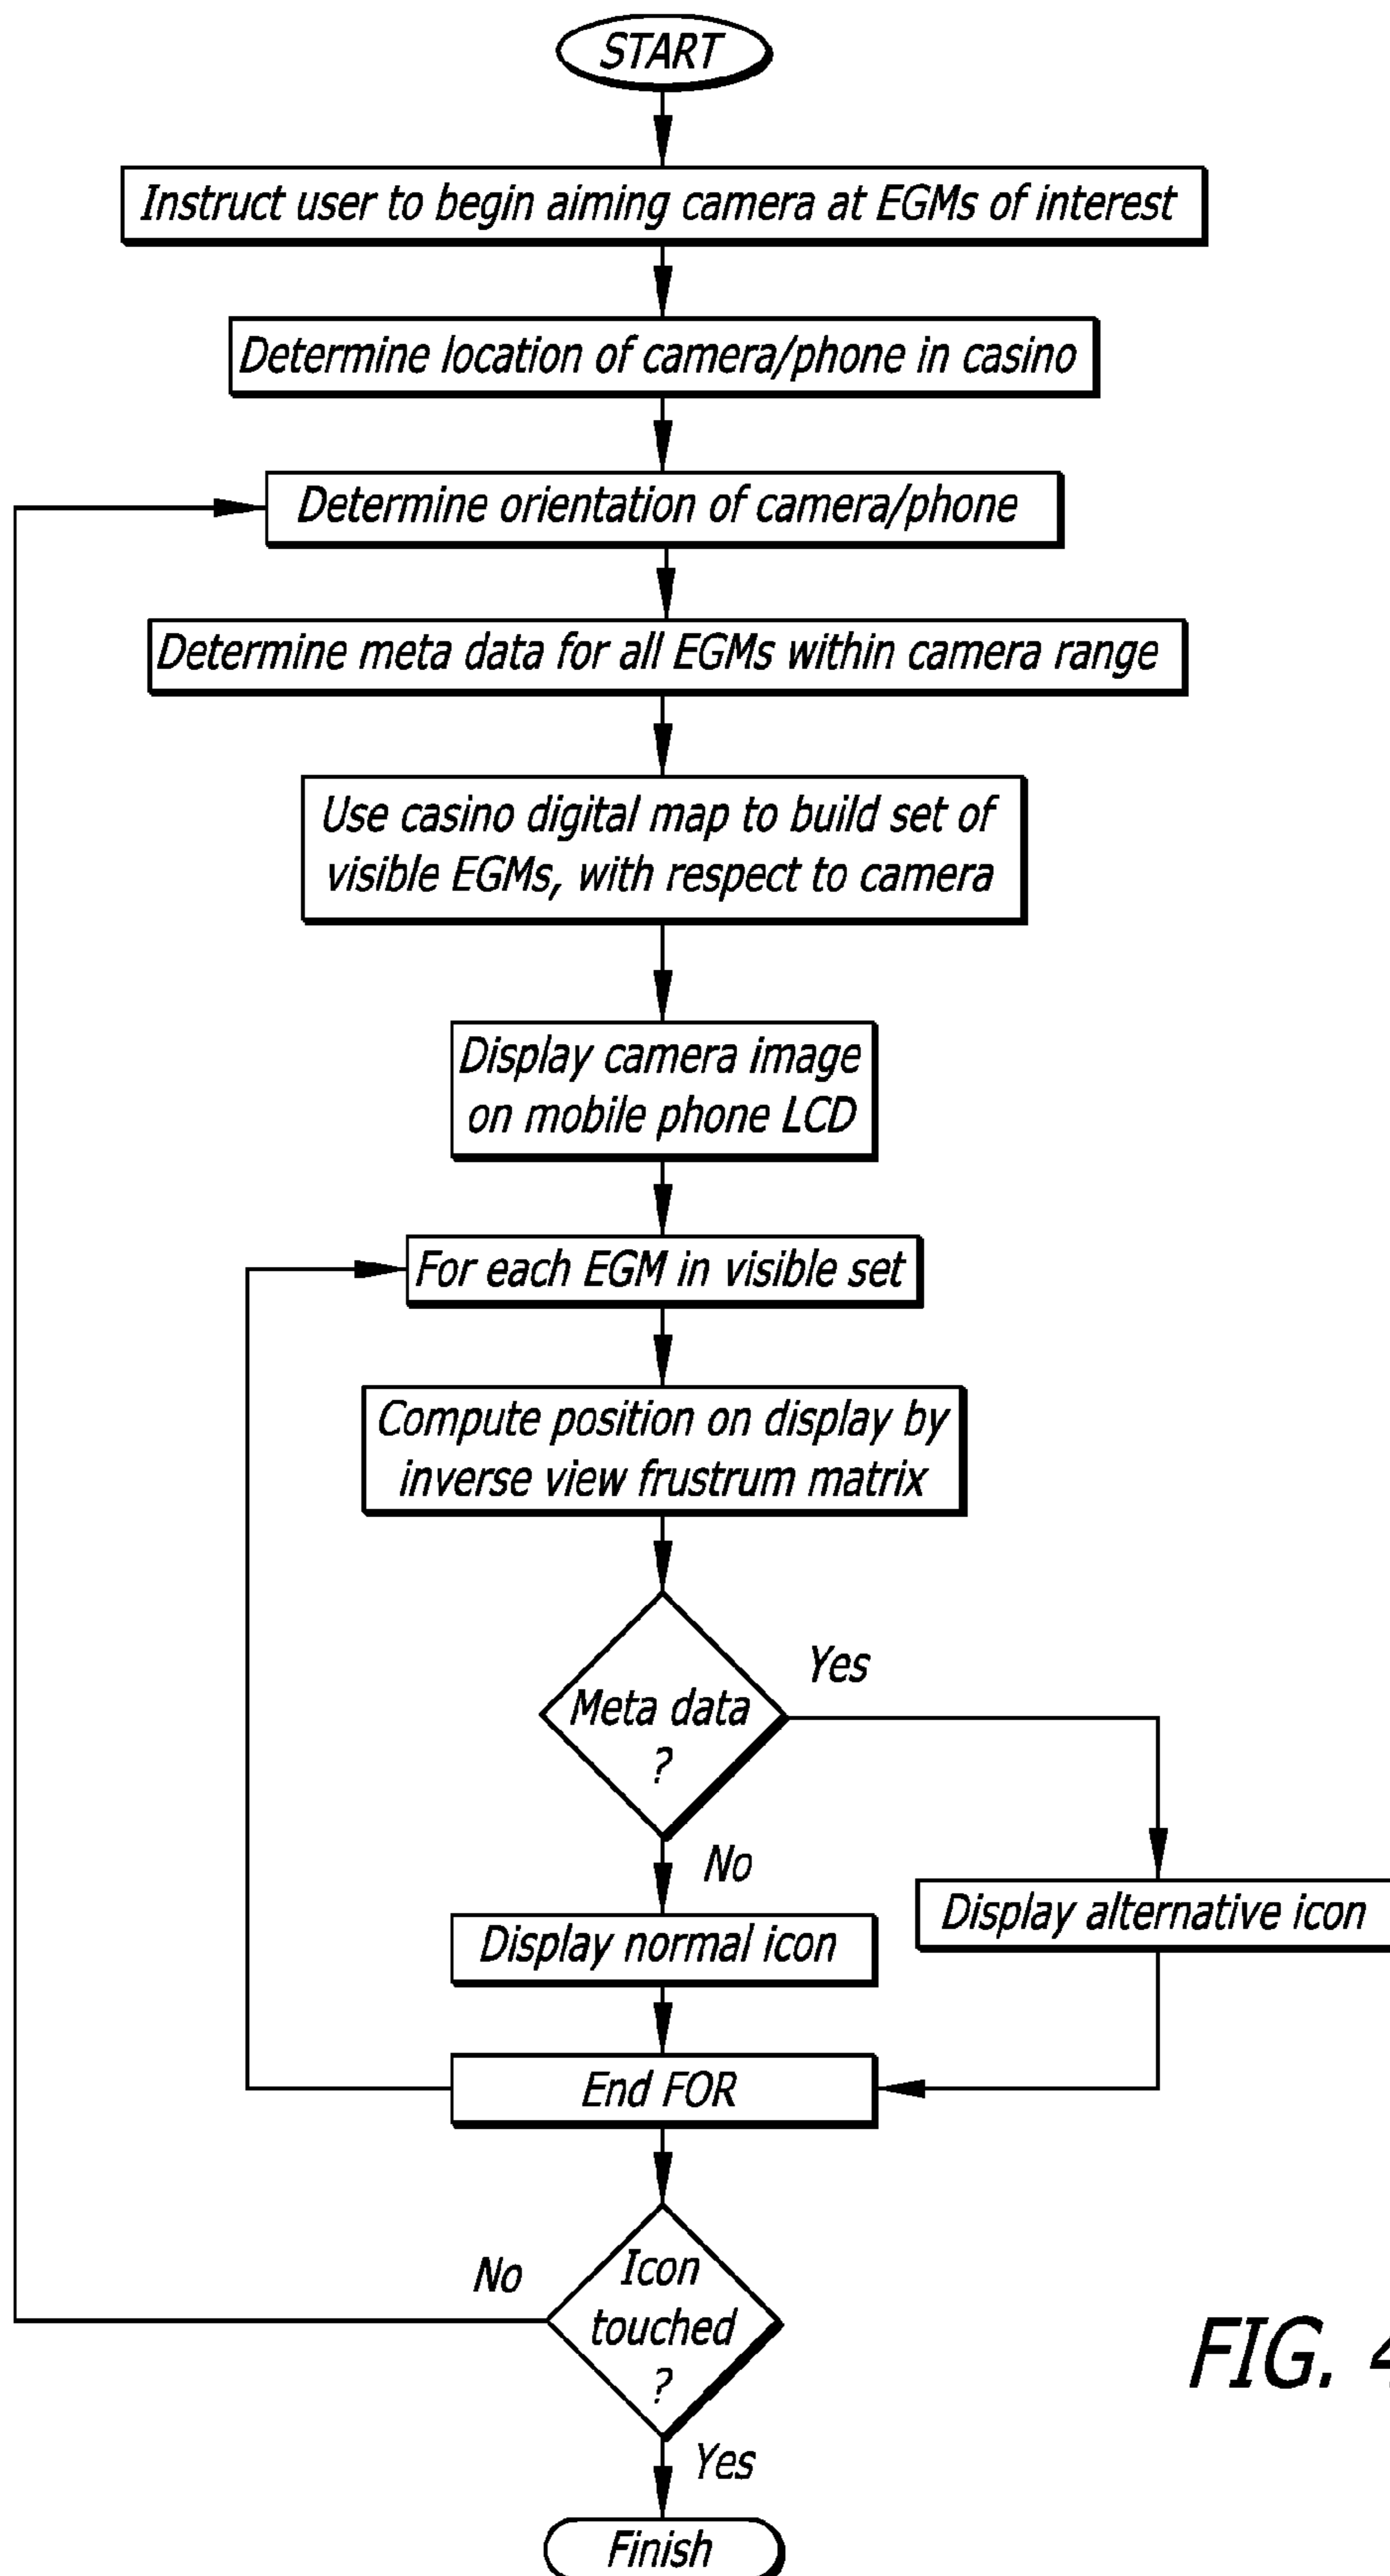 START
Instruct user to begin aiming camera at EGMs of interest
Determine location of camera/phone in casino
Determine orientation of camera/phone
Determine meta data for all EGMs within camera range
Use casino digital map to build set of
visible EGMs, with respect to camera
Display camera image
on mobile phone LCD
For each EGM in visible set
Compute position on display by
inverse view frustrum matrix
Meta data
?
Yes
No
Display normal icon
Display alternative icon
End FOR
Icon
touched
?
No
Yes
Finish
FIG. 4